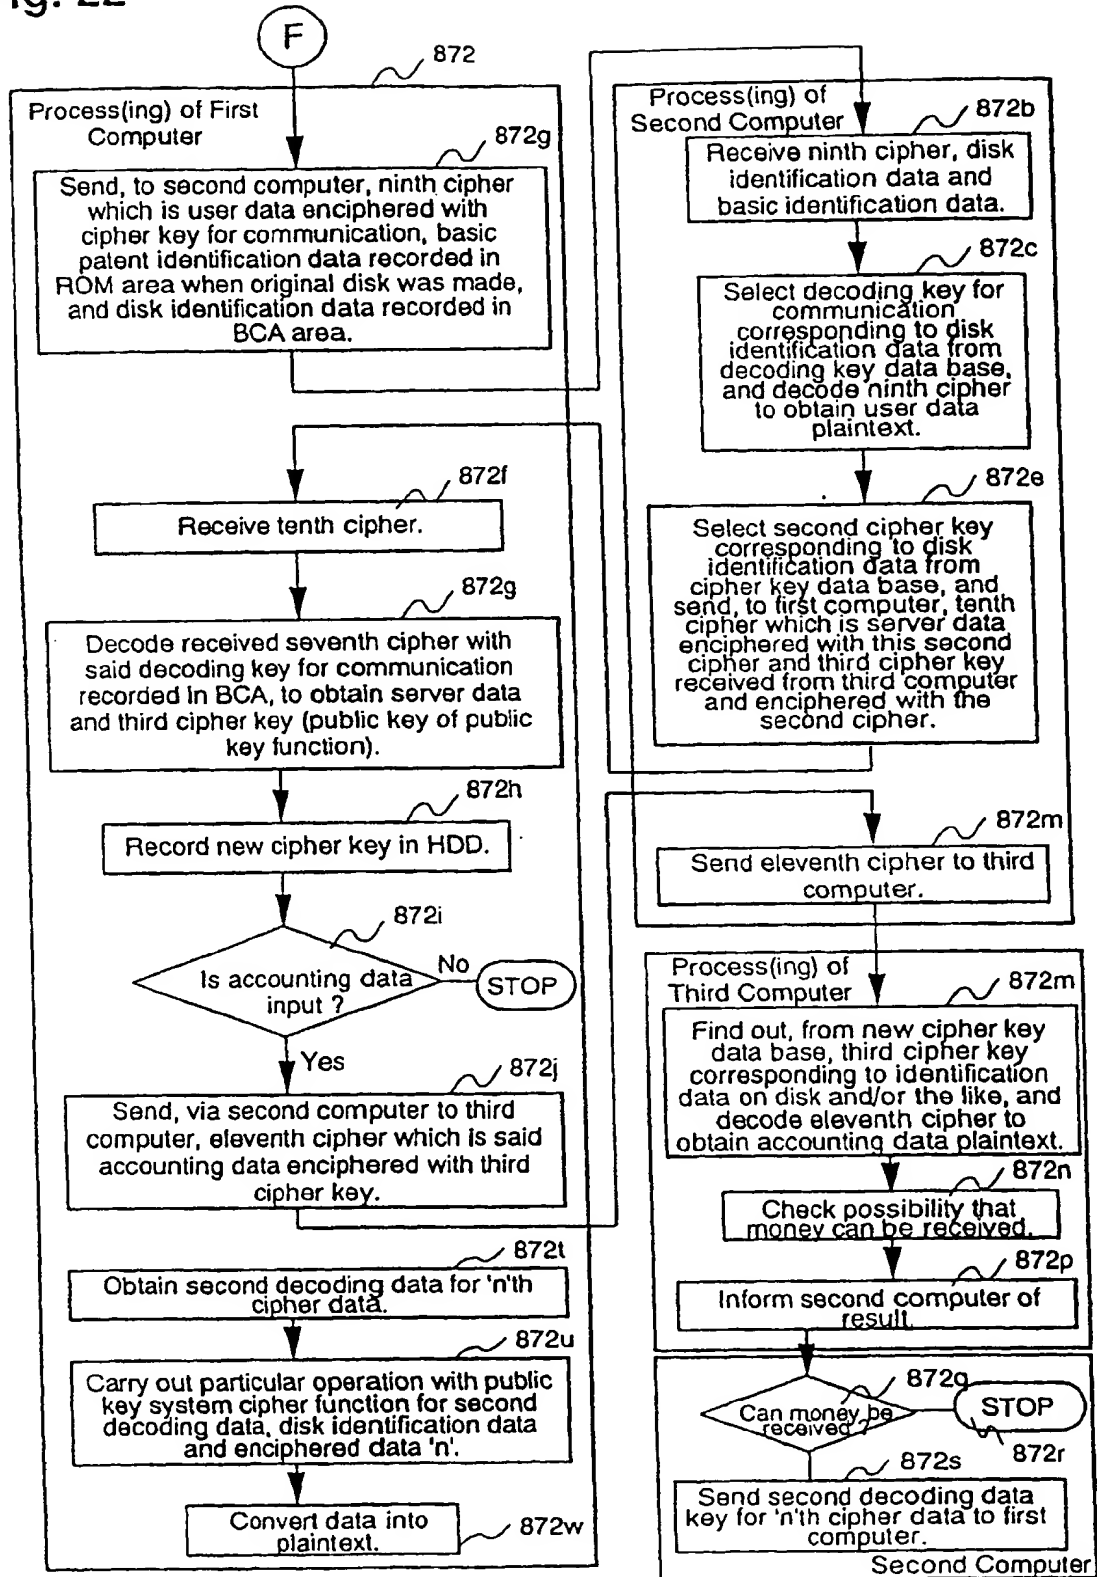 Fig. 22
F
872
Process(ing) of First
Computer
872g
Send, to second computer, ninth cipher
which is user data enciphered with
cipher key for communication, basic
patent identification data recorded in
ROM area when original disk was made,
and disk identification data recorded in
BCA area.
872f
Receive tenth cipher.
872g
Decode received seventh cipher with
said decoding key for communication
recorded in BCA, to obtain server data
and third cipher key (public key of public
key function).
872h
Record new cipher key in HDD.
872i
Is accounting data
input ?
No
STOP
Yes
872j
Send, via second computer to third
computer, eleventh cipher which is said
accounting data enciphered with third
cipher key.
872t
Obtain second decoding data for 'n'th
cipher data.
872u
Carry out particular operation with public
key system cipher function for second
decoding data, disk identification data
and enciphered data 'n'.
Convert data into
plaintext.
872w
Process(ing) of
Second Computer
872b
Receive ninth cipher, disk
identification data and
basic identification data.
872c
Select decoding key for
communication
corresponding to disk
identification data from
decoding key data base,
and decode ninth cipher
to obtain user data
plaintext.
872e
Select second cipher key
corresponding to disk
identification data from
cipher key data base, and
send, to first computer, tenth
cipher which is server data
enciphered with this second
cipher and third cipher key
received from third computer
and enciphered with the
second cipher.
872m
Send eleventh cipher to third
computer.
Process(ing) of
Third Computer
872m
Find out, from new cipher key
data base, third cipher key
corresponding to identification
data on disk and/or the like, and
decode eleventh cipher to
obtain accounting data plaintext.
872n
Check possibility that
money can be received.
872p
Inform second computer of
result.
872q
Can money be
received ?
STOP
872r
872s
Send second decoding data
key for 'n'th cipher data to first
computer.
Second Computer